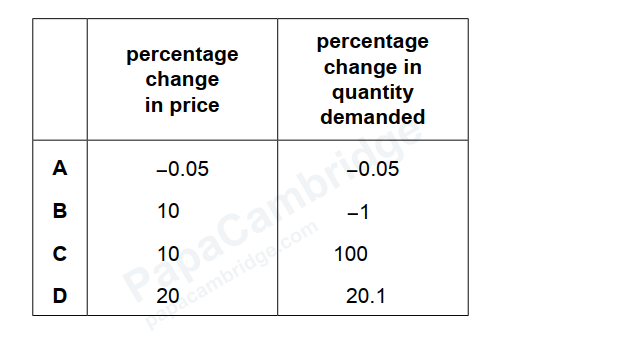 percentage
change
in price
percentage
change in
quantity
demanded
A –0.05 –0.05
B 10 –1
C 10 100
D 20 20.1
PapaCambridge
papacambridge.com